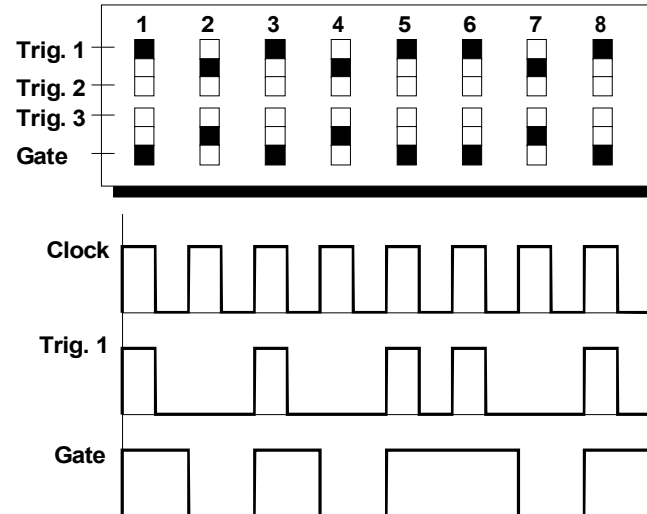 1 2 3 4 5 6 7 8
Trig. 1
Trig. 2
Trig. 3
Gate
Clock
Trig. 1
Gate